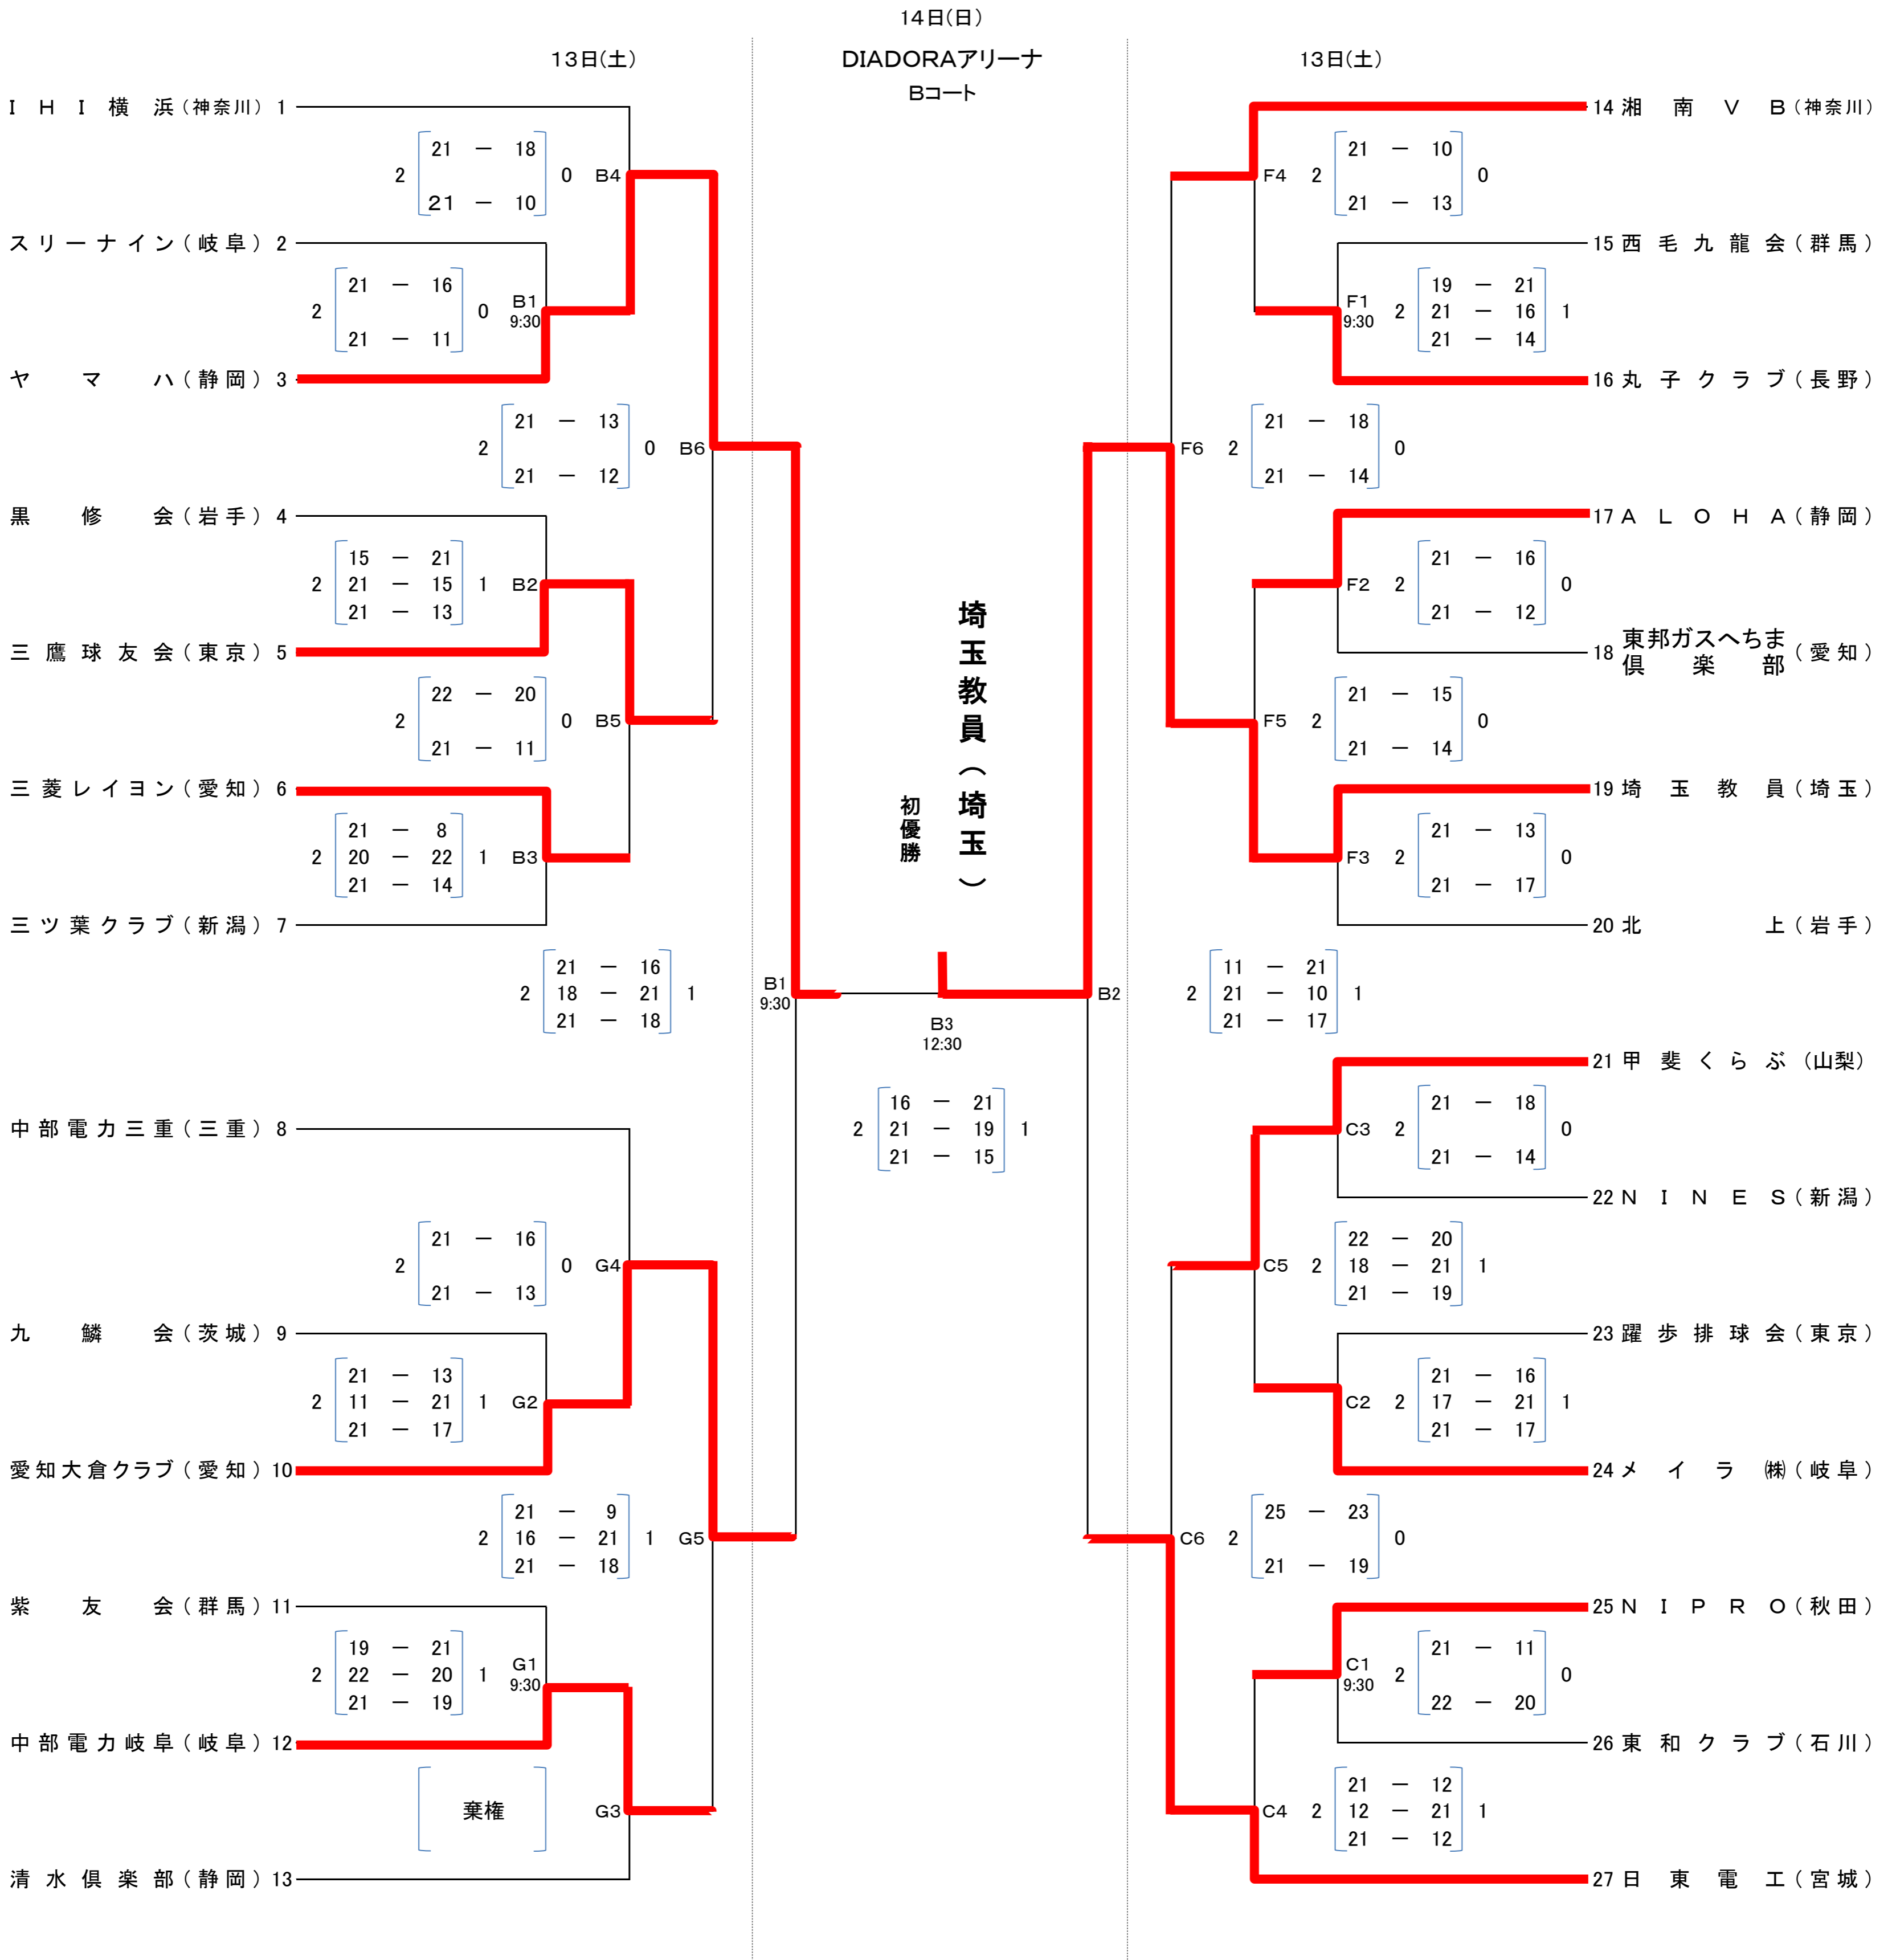 14日(日)
13日(土)
DIADORAアリーナ
13日(土)
Bコート
ＩＨＩ横浜(神奈川) 1
2 21 － 18 0 B4
21 － 10
スリーナイン(岐阜) 2
2 21 － 16 0 B1
9:30
21 － 11
ヤマハ(静岡) 3
2 21 － 13 0 B6
21 － 12
黒修会(岩手) 4
15 － 21
2 21 － 15 1 B2
21 － 13
三鷹球友会(東京) 5
2 22 － 20 0 B5
21 － 11
三菱レイヨン(愛知) 6
21 － 8
2 20 － 22 1 B3
21 － 14
三ツ葉クラブ(新潟) 7
21 － 16
2 18 － 21 1 B1
9:30
21 － 18
中部電力三重(三重) 8
2 21 － 16 0 G4
21 － 13
九鱗会(茨城) 9
21 － 13
2 11 － 21 1 G2
21 － 17
愛知大倉クラブ(愛知) 10
21 － 9
2 16 － 21 1 G5
21 － 18
紫友会(群馬) 11
19 － 21
2 22 － 20 1 G1
9:30
21 － 19
中部電力岐阜(岐阜) 12
棄権 G3
清水倶楽部(静岡) 13
埼玉教員(埼玉)
初優勝
B3
12:30
16 － 21
2 21 － 19 1
21 － 15
14 湘南ＶＢ(神奈川)
F4 2 21 － 10 0
21 － 13
15 西毛九龍会(群馬)
19 － 21
F1
9:30 2 21 － 16 1
21 － 14
16 丸子クラブ(長野)
F6 2 21 － 18 0
21 － 14
17 ＡＬＯＨＡ(静岡)
F2 2 21 － 16 0
21 － 12
18 東邦ガスへちま倶楽部(愛知)
F5 2 21 － 15 0
21 － 14
19 埼玉教員(埼玉)
F3 2 21 － 13 0
21 － 17
20 北上(岩手)
11 － 21
B2 2 21 － 10 1
21 － 17
21 甲斐くらぶ(山梨)
C3 2 21 － 18 0
21 － 14
22 ＮＩＮＥＳ(新潟)
22 － 20
C5 2 18 － 21 1
21 － 19
23 躍歩排球会(東京)
21 － 16
C2 2 17 － 21 1
21 － 17
24 メイラ㈱(岐阜)
C6 2 25 － 23 0
21 － 19
25 ＮＩＰＲＯ(秋田)
C1
9:30 2 21 － 11 0
22 － 20
26 東和クラブ(石川)
21 － 12
C4 2 12 － 21 1
21 － 12
27 日東電工(宮城)